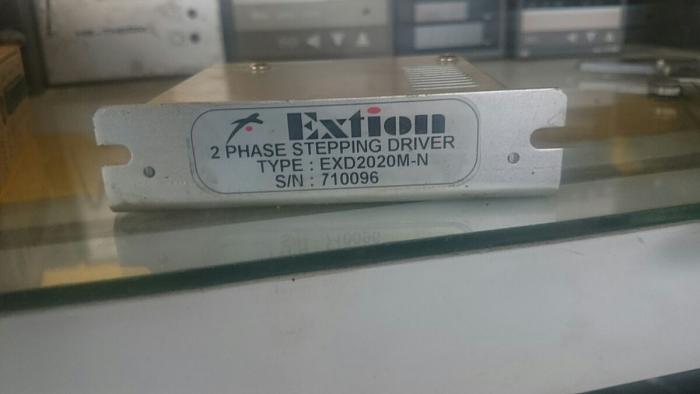 Extion
2 PHASE STEPPING DRIVER
TYPE : EXD2020M-N
S/N : 710096